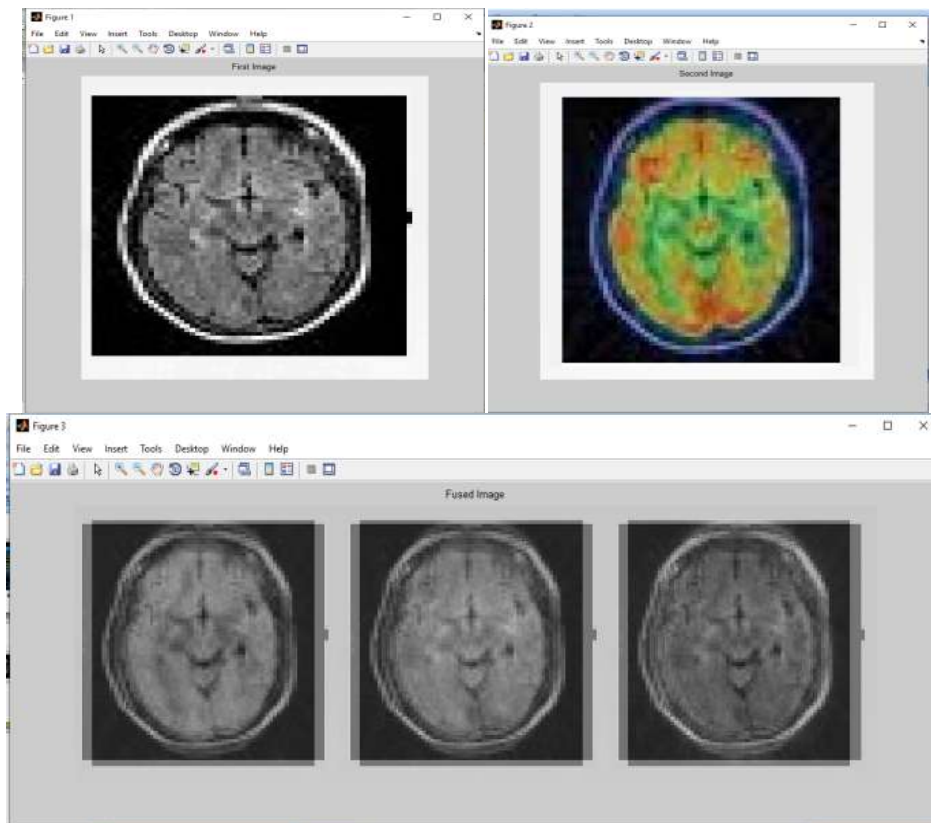 Figure 1
File Edit View Insert Tools Desktop Window Help
First Image
Figure 2
File Edit View Insert Tools Desktop Window Help
Second Image
Figure 3
File Edit View Insert Tools Desktop Window Help
Fused Image